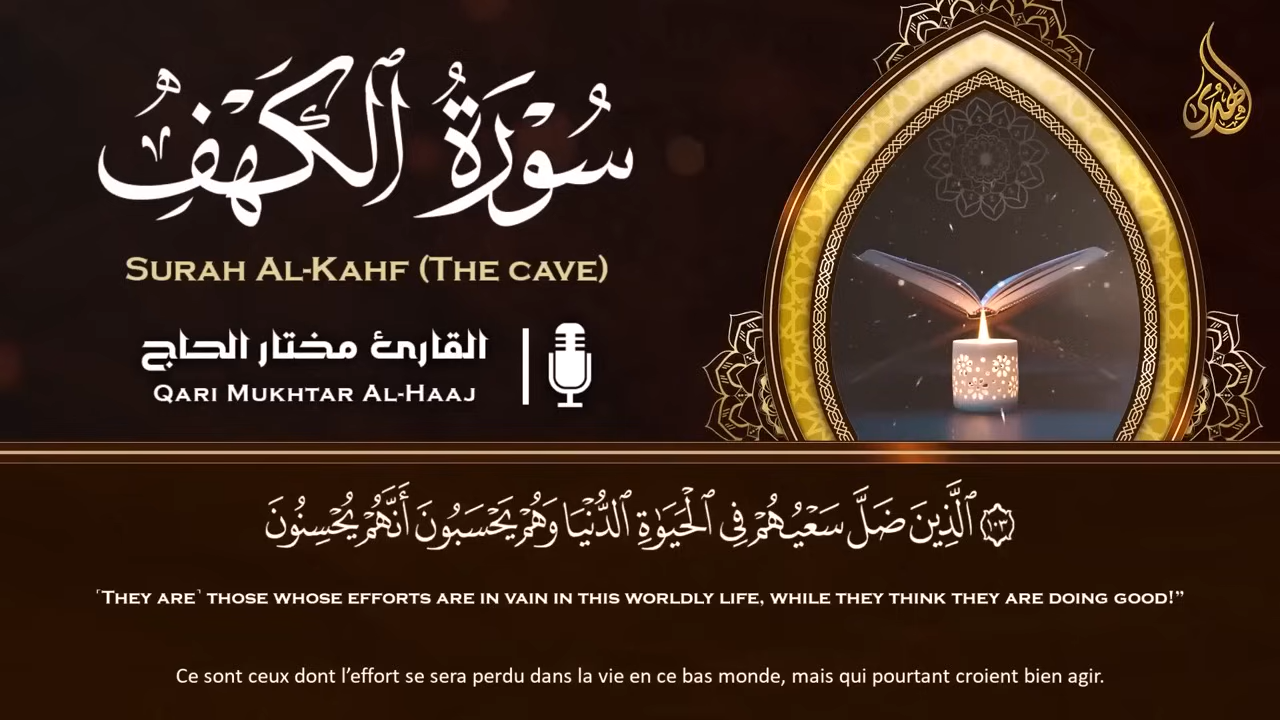 سُورَةُ ٱلْكَهْفِ
هدى
SURAH AL-KAHF (THE CAVE)
القارئ مختار الحاج
QARI MUKHTAR AL-HAAJ
١٠٣ ٱلَّذِينَ ضَلَّ سَعْيُهُمْ فِى ٱلْحَيَوٰةِ ٱلدُّنْيَا وَهُمْ يَحْسَبُونَ أَنَّهُمْ يُحْسِنُونَ
˹THEY ARE˺ THOSE WHOSE EFFORTS ARE IN VAIN IN THIS WORLDLY LIFE, WHILE THEY THINK THEY ARE DOING GOOD!”
Ce sont ceux dont l’effort se sera perdu dans la vie en ce bas monde, mais qui pourtant croient bien agir.